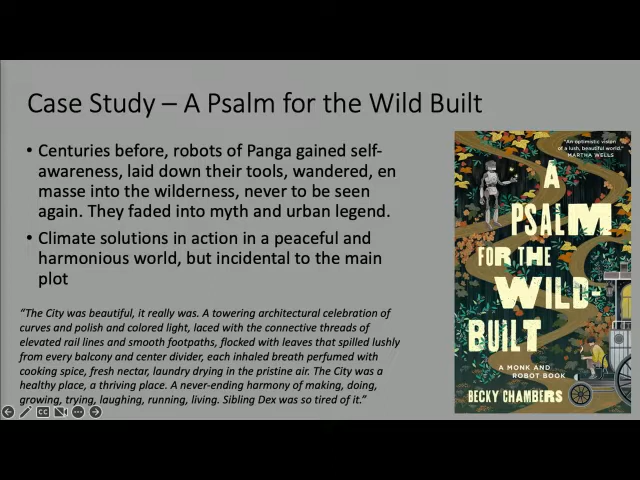 Case Study – A Psalm for the Wild Built
• Centuries before, robots of Panga gained self-
awareness, laid down their tools, wandered, en
masse into the wilderness, never to be seen
again. They faded into myth and urban legend.
• Climate solutions in action in a peaceful and
harmonious world, but incidental to the main
plot
"The City was beautiful, it really was. A towering architectural celebration of
curves and polish and colored light, laced with the connective threads of
elevated rail lines and smooth footpaths, flocked with leaves that spilled lushly
from every balcony and center divider, each inhaled breath perfumed with
cooking spice, fresh nectar, laundry drying in the pristine air. The City was a
healthy place, a thriving place. A never-ending harmony of making, doing,
growing, trying, laughing, running, living. Sibling Dex was so tired of it."
"An optimistic vision
of a lush, beautiful world."
MARTHA WELLS
A
PSALM
FOR THE
WILD-
BUILT
A MONK AND
ROBOT BOOK
BECKY CHAMBERS
CC